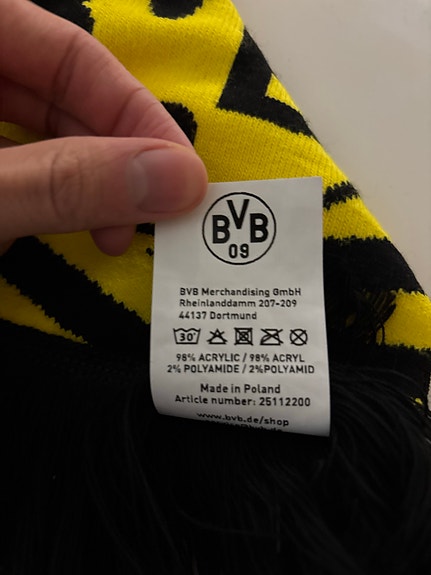 BVB
09
BVB Merchandising GmbH
Rheinlanddamm 207-209
44137 Dortmund
30°
98% ACRYLIC / 98% ACRYL
2% POLYAMIDE / 2%POLYAMID
Made in Poland
Article number: 25112200
www.bvb.de/shop